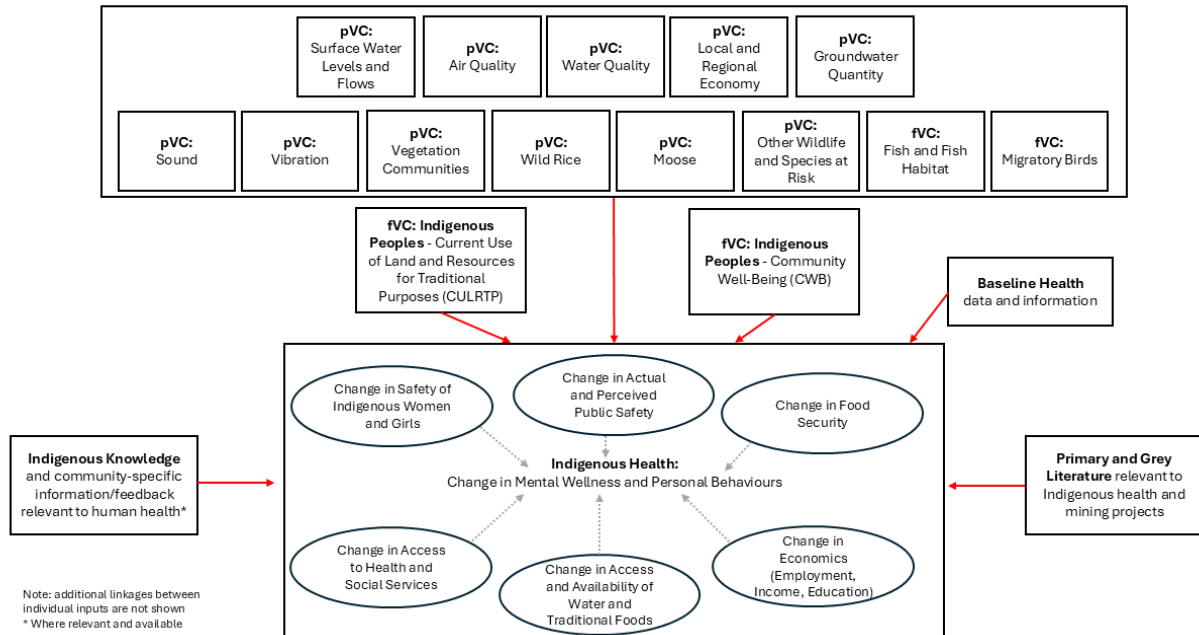 pVC:
Surface Water
Levels and
Flows
pVC:
Air Quality
pVC:
Water Quality
pVC:
Local and
Regional
Economy
pVC:
Groundwater
Quantity
pVC:
Sound
pVC:
Vibration
pVC:
Vegetation
Communities
pVC:
Wild Rice
pVC:
Moose
pVC:
Other Wildlife
and Species at
Risk
fVC:
Fish and Fish
Habitat
fVC:
Migratory Birds
fVC: Indigenous
Peoples - Current Use
of Land and Resources
for Traditional
Purposes (CULRTP)
fVC: Indigenous
Peoples - Community
Well-Being (CWB)
Baseline Health
data and information
Change in Safety of
Indigenous Women
and Girls
Change in Actual
and Perceived
Public Safety
Change in Food
Security
Indigenous Knowledge
and community-specific
information/feedback
relevant to human health*
Indigenous Health:
Change in Mental Wellness and Personal Behaviours
Primary and Grey
Literature relevant to
Indigenous health and
mining projects
Change in Access
to Health and
Social Services
Change in Access
and Availability of
Water and
Traditional Foods
Change in
Economics
(Employment,
Income, Education)
Note: additional linkages between
individual inputs are not shown
* Where relevant and available